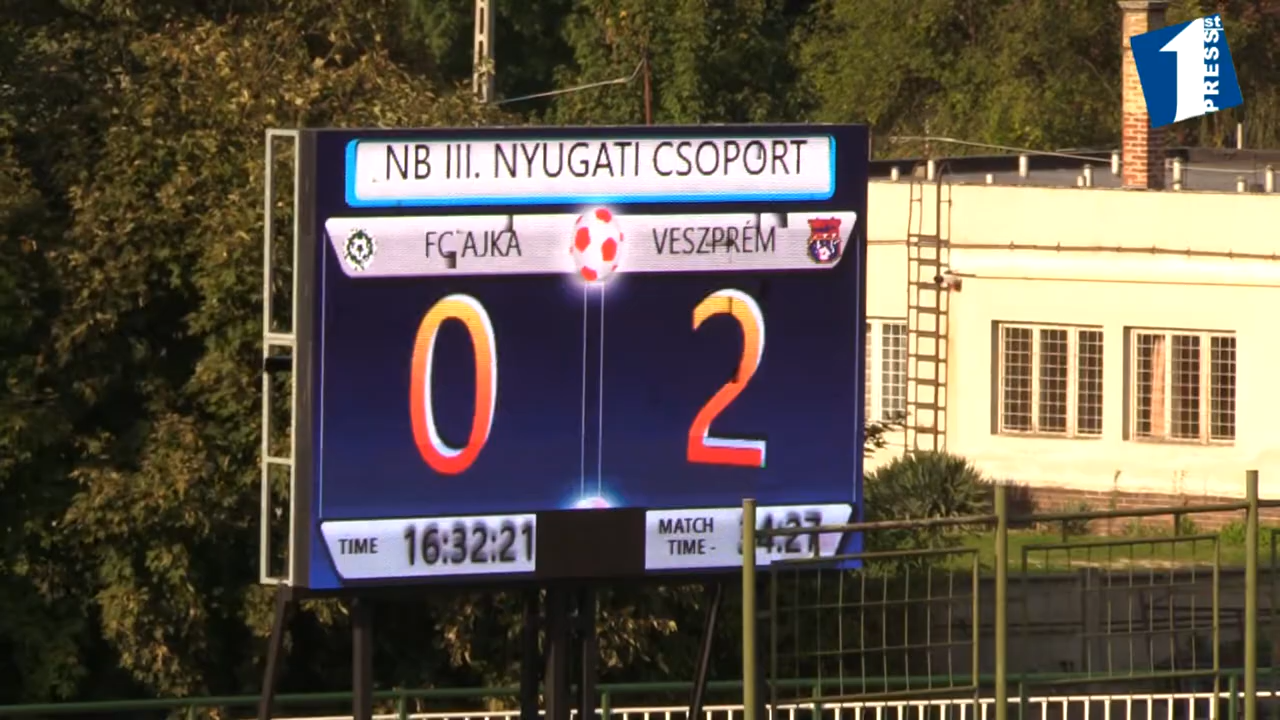 1st
PRESS
NB III. NYUGATI CSOPORT
FC AJKA
VESZPRÉM
0
2
TIME 16:32:21
MATCH
TIME -